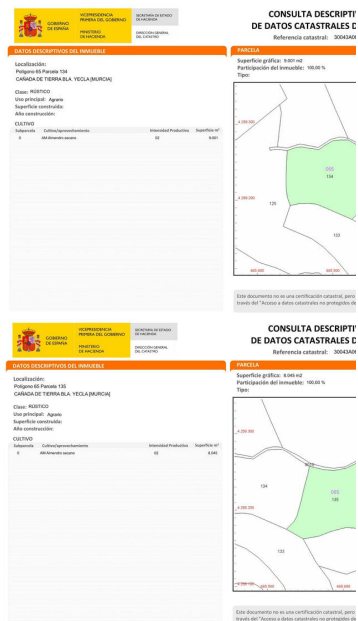 GOBIERNO
DE ESPAÑA
VICEPRESIDENCIA
PRIMERA DEL GOBIERNO
MINISTERIO
DE HACIENDA
SECRETARÍA DE ESTADO
DE HACIENDA
DIRECCIÓN GENERAL
DEL CATASTRO
CONSULTA DESCRIPTI
DE DATOS CATASTRALES D
Referencia catastral: 30043A06
DATOS DESCRIPTIVOS DEL INMUEBLE
Localización:
Polígono 65 Parcela 134
CAÑADA DE TIERRA BLA. YECLA [MURCIA]
Clase: RÚSTICO
Uso principal: Agrario
Superficie construida:
Año construcción:
CULTIVO
Subparcela Cultivo/aprovechamiento Intensidad Productiva Superficie m²
0 AM Almendro secano 03 9.001
PARCELA
Superficie gráfica: 9.001 m2
Participación del inmueble: 100,00 %
Tipo:
134
135
133
Este documento no es una certificación catastral, pero
través del "Acceso a datos catastrales no protegidos de
GOBIERNO
DE ESPAÑA
VICEPRESIDENCIA
PRIMERA DEL GOBIERNO
MINISTERIO
DE HACIENDA
SECRETARÍA DE ESTADO
DE HACIENDA
DIRECCIÓN GENERAL
DEL CATASTRO
CONSULTA DESCRIPTI
DE DATOS CATASTRALES D
Referencia catastral: 30043A06
DATOS DESCRIPTIVOS DEL INMUEBLE
Localización:
Polígono 65 Parcela 135
CAÑADA DE TIERRA BLA. YECLA [MURCIA]
Clase: RÚSTICO
Uso principal: Agrario
Superficie construida:
Año construcción:
CULTIVO
Subparcela Cultivo/aprovechamiento Intensidad Productiva Superficie m²
0 AM Almendro secano 03 8.045
PARCELA
Superficie gráfica: 8.045 m2
Participación del inmueble: 100,00 %
Tipo:
134
135
133
Este documento no es una certificación catastral, pero
través del "Acceso a datos catastrales no protegidos de